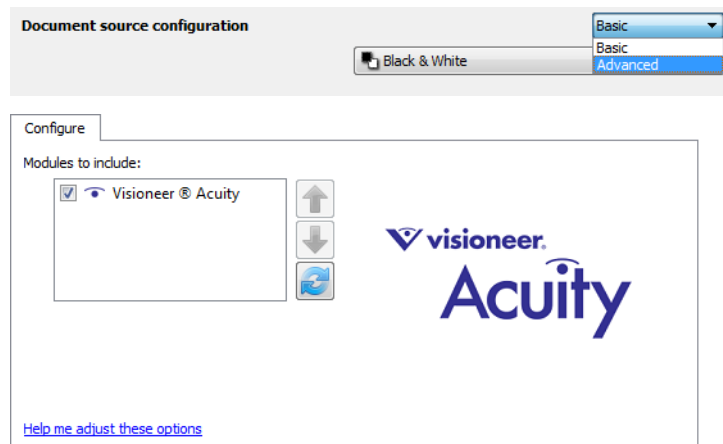 Document source configuration
Basic
Basic
Black & White
Advanced
Configure
Modules to include:
Visioneer ® Acuity
visioneer.
Acuity
Help me adjust these options